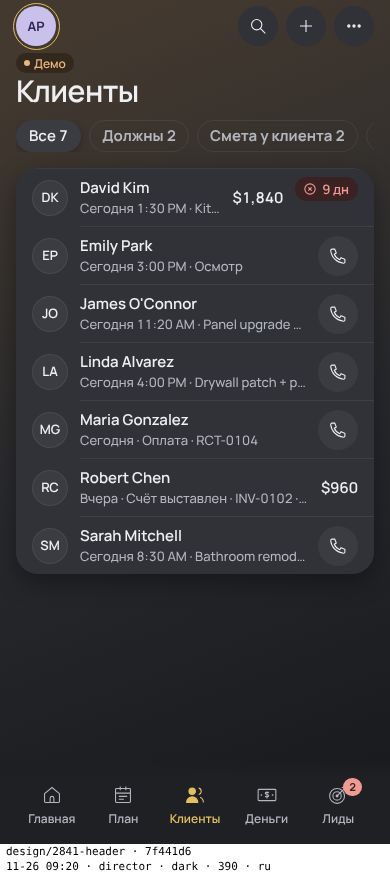 AP
Демо
Клиенты
Все 7
Должны 2
Смета у клиента 2
DK
David Kim
Сегодня 1:30 PM · Kit...
$1,840
9 дн
EP
Emily Park
Сегодня 3:00 PM · Осмотр
JO
James O'Connor
Сегодня 11:20 AM · Panel upgrade ...
LA
Linda Alvarez
Сегодня 4:00 PM · Drywall patch + p...
MG
Maria Gonzalez
Сегодня · Оплата · RCT-0104
RC
Robert Chen
Вчера · Счёт выставлен · INV-0102 ·...
$960
SM
Sarah Mitchell
Сегодня 8:30 AM · Bathroom remod...
2
Главная
План
Клиенты
Деньги
Лиды
design/2841-header · 7f441d6
11-26 09:20 · director · dark · 390 · ru